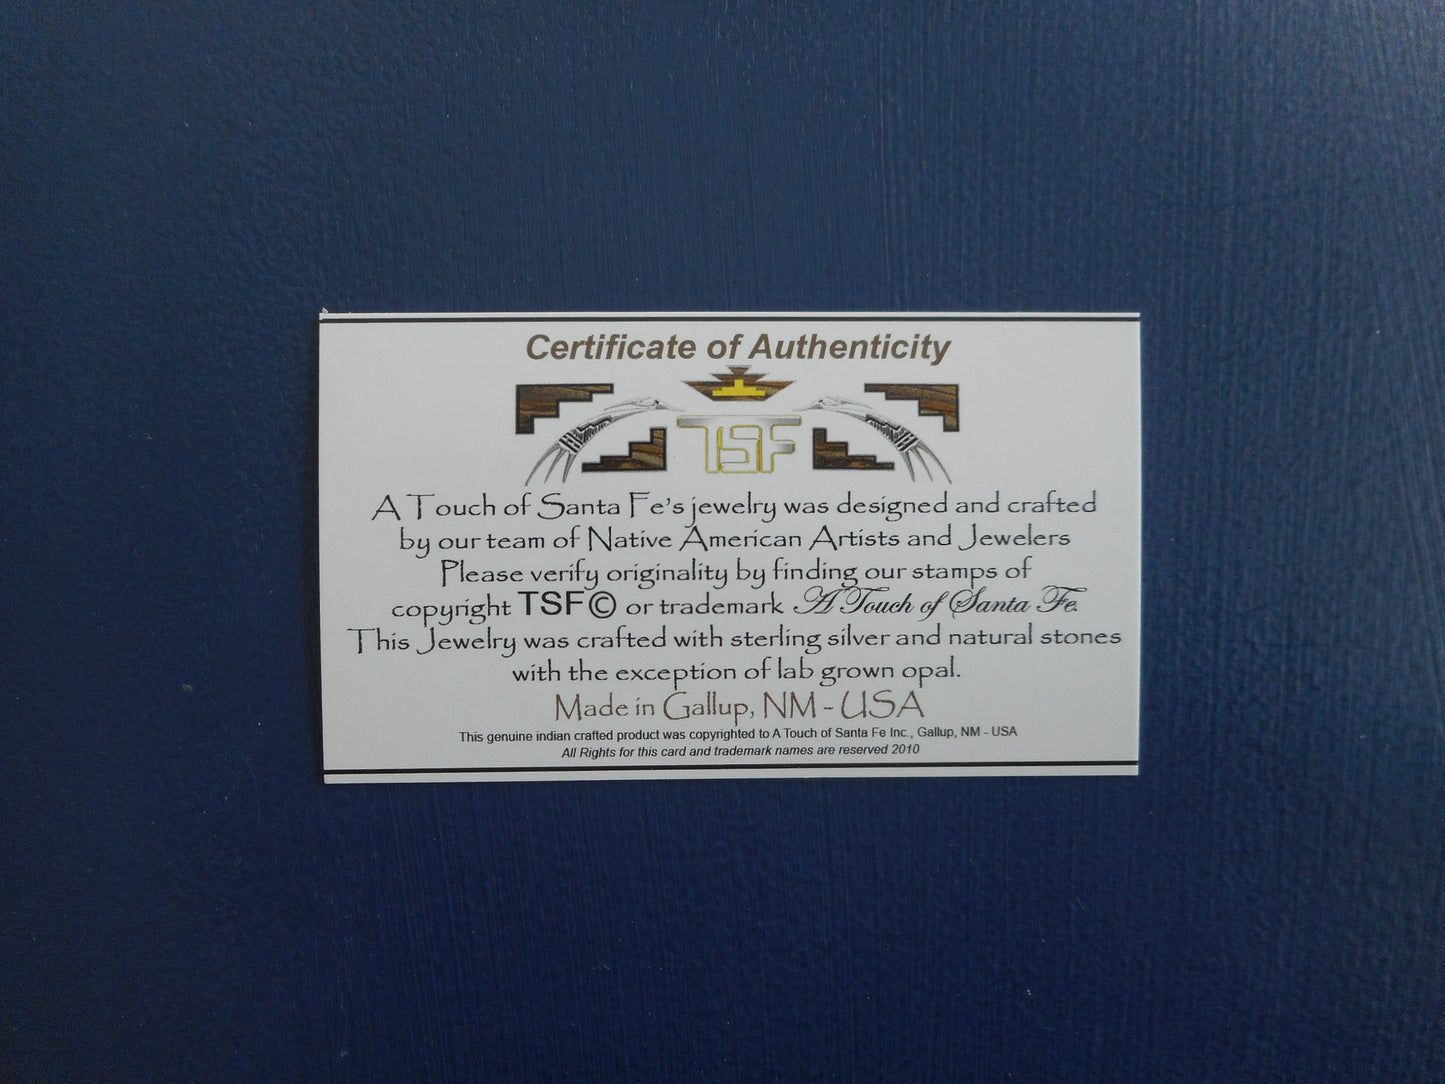 Certificate of Authenticity
TSF
A Touch of Santa Fe's jewelry was designed and crafted
by our team of Native American Artists and Jewelers
Please verify originality by finding our stamps of
copyright TSF© or trademark A Touch of Santa Fe.
This Jewelry was crafted with sterling silver and natural stones
with the exception of lab grown opal.
Made in Gallup, NM - USA
This genuine indian crafted product was copyrighted to A Touch of Santa Fe Inc., Gallup, NM - USA
All Rights for this card and trademark names are reserved 2010